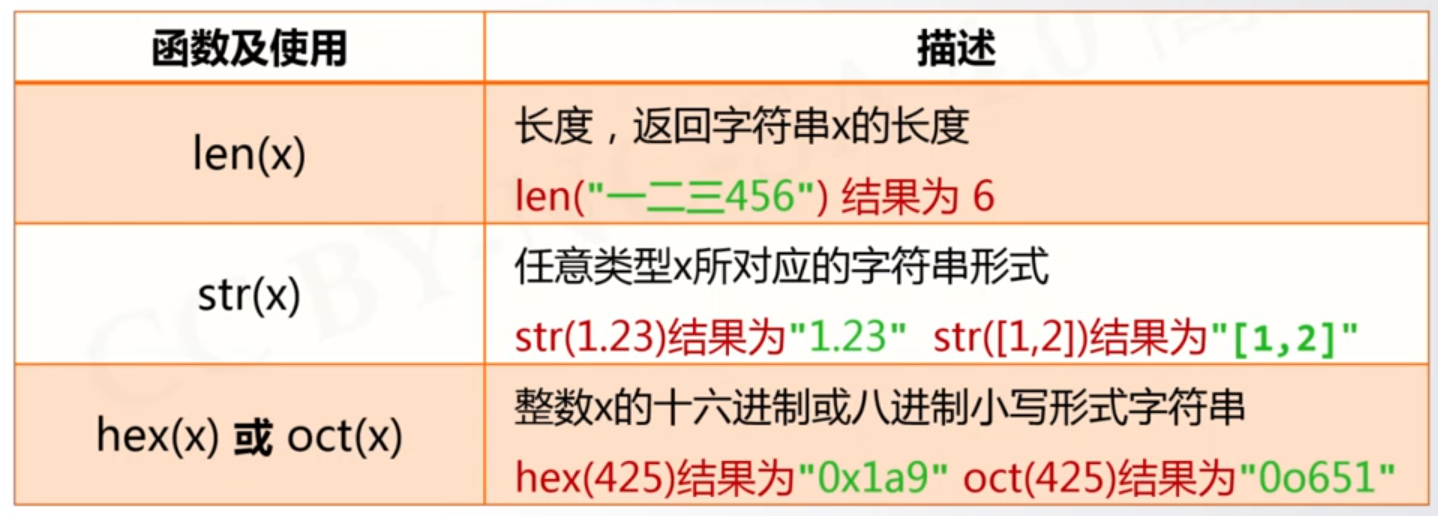 函数及使用
描述
len(x)
长度，返回字符串x的长度
len("一二三456") 结果为 6
str(x)
任意类型x所对应的字符串形式
str(1.23)结果为"1.23" str([1,2])结果为"[1,2]"
hex(x) 或 oct(x)
整数x的十六进制或八进制小写形式字符串
hex(425)结果为"0x1a9" oct(425)结果为"0o651"